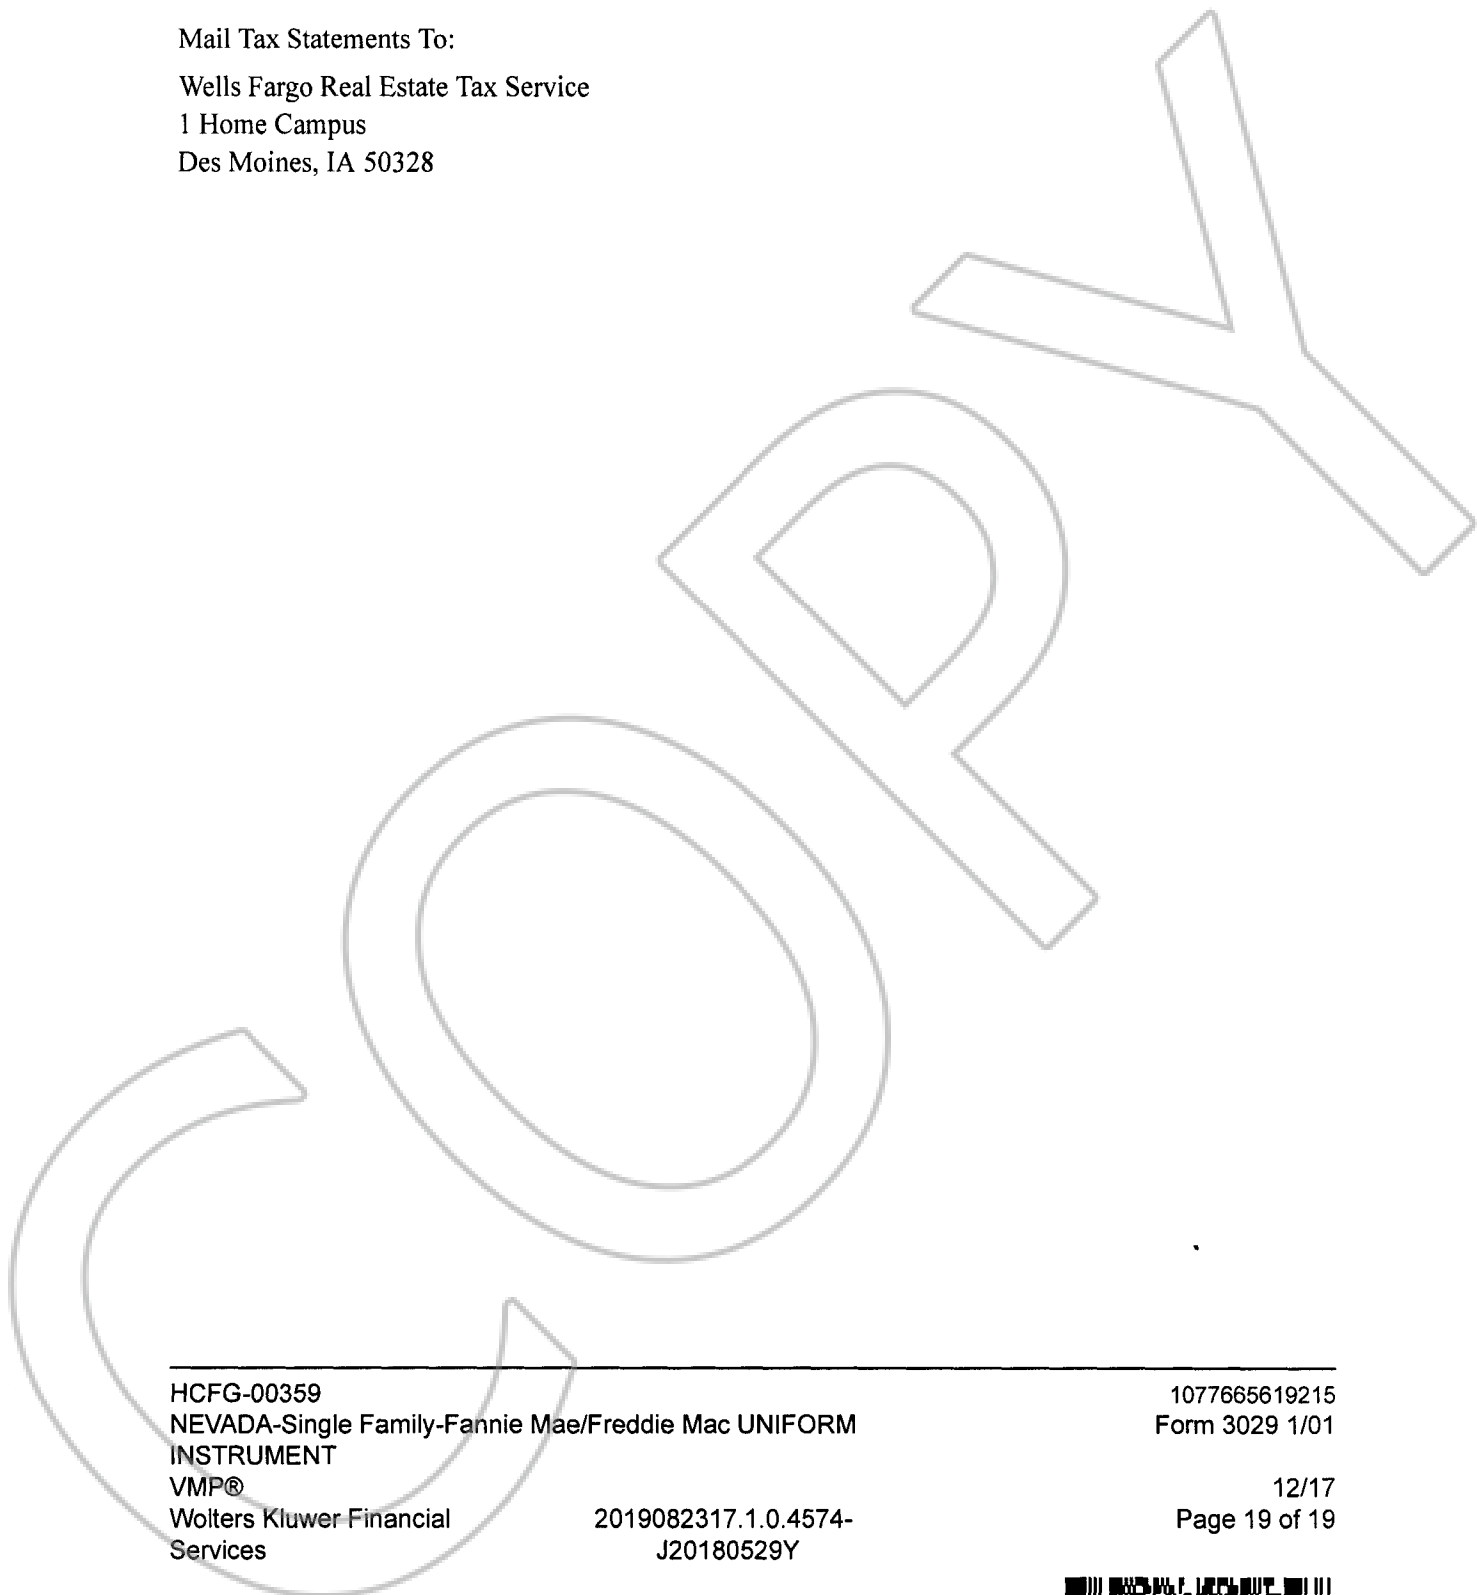 Mail Tax Statements To:
Wells Fargo Real Estate Tax Service
1 Home Campus
Des Moines, IA 50328
COPY
HCFG-00359 1077665619215
NEVADA-Single Family-Fannie Mae/Freddie Mac UNIFORM Form 3029 1/01
INSTRUMENT
VMP® 12/17
Wolters Kluwer Financial 2019082317.1.0.4574- Page 19 of 19
Services J20180529Y